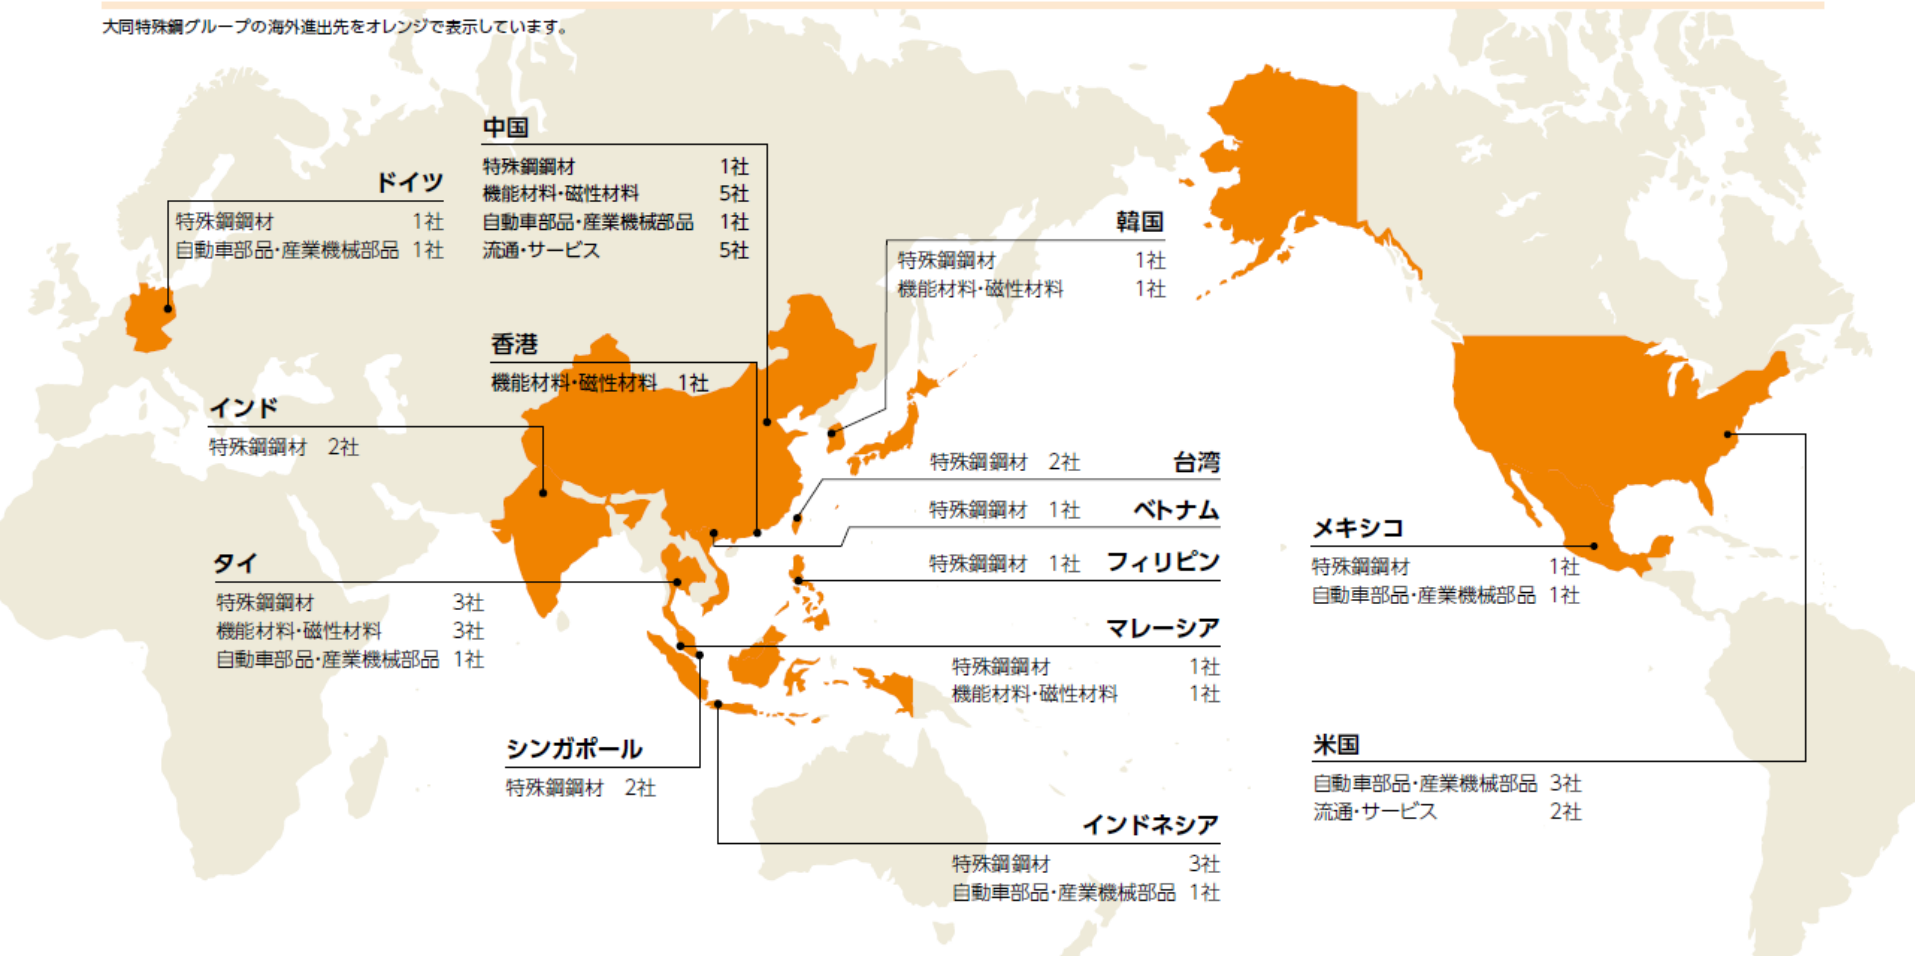 大同特殊鋼グループの海外進出先をオレンジで表示しています。
中国
特殊鋼鋼材 1社
機能材料・磁性材料 5社
自動車部品・産業機械部品 1社
流通・サービス 5社
ドイツ
特殊鋼鋼材 1社
自動車部品・産業機械部品 1社
韓国
特殊鋼鋼材 1社
機能材料・磁性材料 1社
香港
機能材料・磁性材料 1社
インド
特殊鋼鋼材 2社
特殊鋼鋼材 2社 台湾
特殊鋼鋼材 1社 ベトナム
特殊鋼鋼材 1社 フィリピン
メキシコ
特殊鋼鋼材 1社
自動車部品・産業機械部品 1社
タイ
特殊鋼鋼材 3社
機能材料・磁性材料 3社
自動車部品・産業機械部品 1社
マレーシア
特殊鋼鋼材 1社
機能材料・磁性材料 1社
シンガポール
特殊鋼鋼材 2社
米国
自動車部品・産業機械部品 3社
流通・サービス 2社
インドネシア
特殊鋼鋼材 3社
自動車部品・産業機械部品 1社